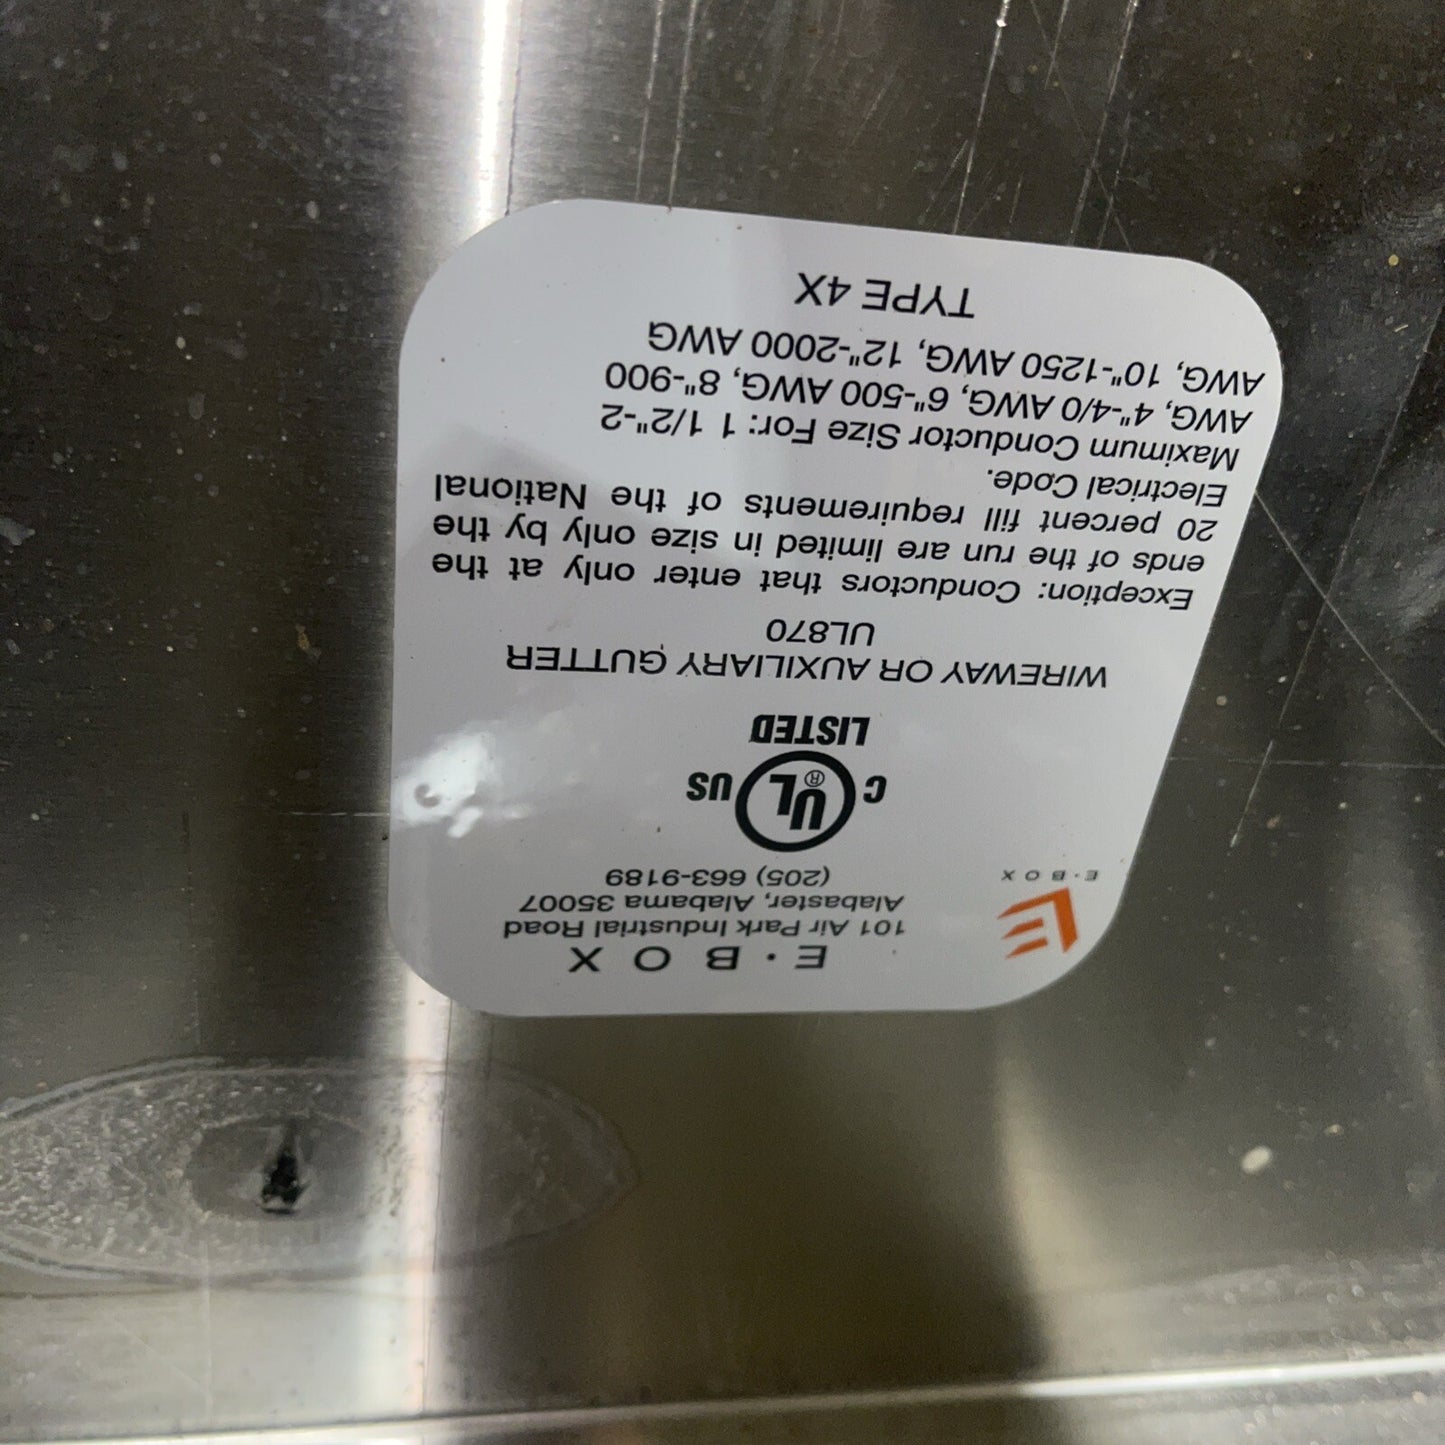 E·BOX
101 Air Park Industrial Road
Alabaster, Alabama 35007
(205) 663-9189
E·BOX
C UL ® US
LISTED
WIREWAY OR AUXILIARY GUTTER
UL870
Exception: Conductors that enter only at the
ends of the run are limited in size only by the
20 percent fill requirements of the National
Electrical Code.
Maximum Conductor Size For: 1 1/2"-2
AWG, 4"-4/0 AWG, 6"-500 AWG, 8"-900
AWG, 10"-1250 AWG, 12"-2000 AWG
TYPE 4X